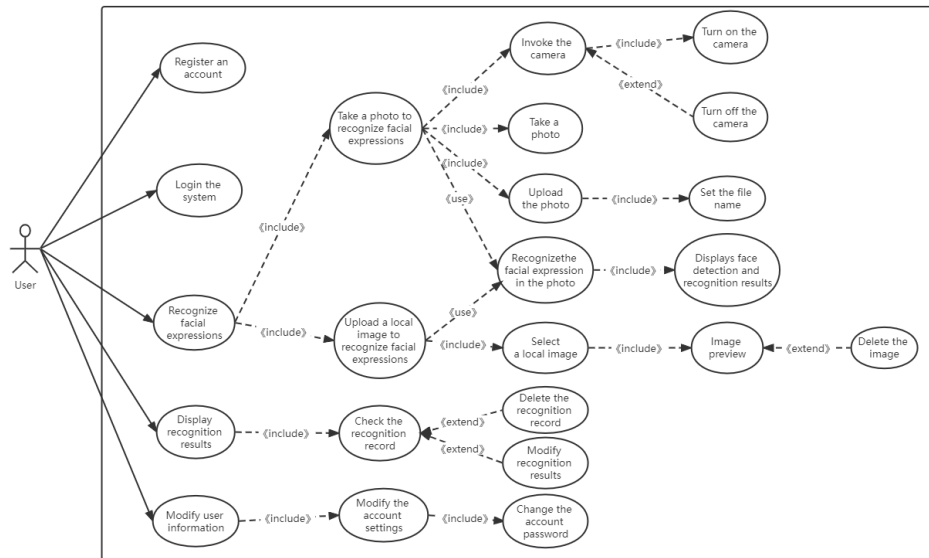 Register an
account
Login the
system
User
Recognize
facial
expressions
Display
recognition
results
Modify user
information
《include》
《include》
《include》
《include》
Take a photo to
recognize facial
expressions
Upload a local
image to
recognize facial
expressions
Check the
recognition
record
Modify the
account
settings
《include》
《include》
《include》
《use》
《use》
《include》
《extend》
《extend》
《include》
Invoke the
camera
Take a
photo
Upload
the photo
Recognizethe
facial expression
in the photo
Select
a local image
Delete the
recognition
record
Modify
recognition
results
Change the
account
password
《include》
《extend》
《include》
《include》
《include》
Turn on the
camera
Turn off the
camera
Set the file
name
Displays face
detection and
recognition results
Image
preview
《extend》
Delete the
image